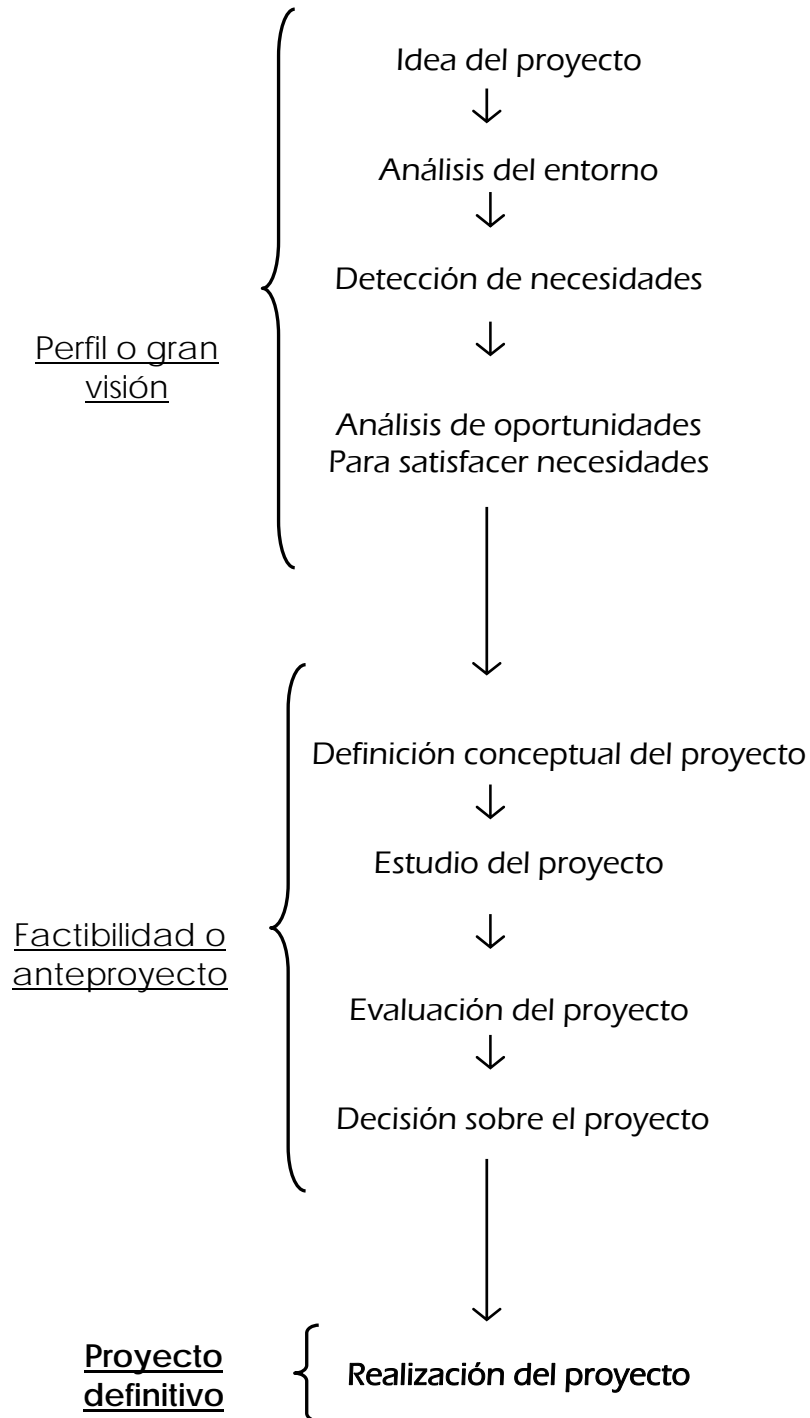 Idea del proyecto
Análisis del entorno
Detección de necesidades
Perfil o gran
visión
Análisis de oportunidades
Para satisfacer necesidades
Definición conceptual del proyecto
Estudio del proyecto
Factibilidad o
anteproyecto
Evaluación del proyecto
Decisión sobre el proyecto
Proyecto
definitivo
Realización del proyecto